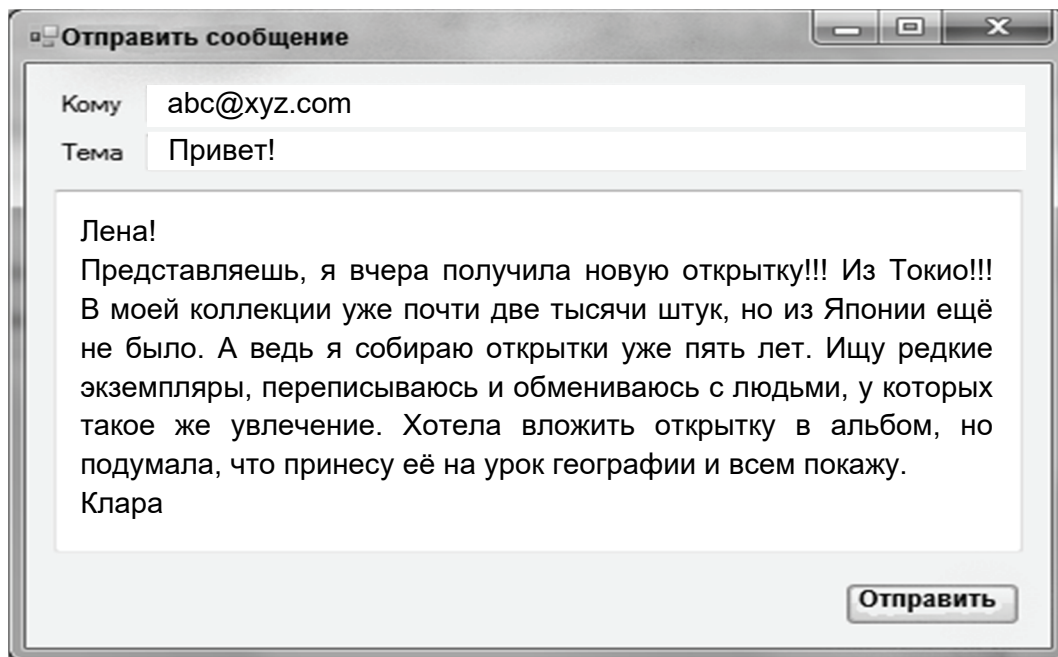 Отправить сообщение
Кому abc@xyz.com
Тема Привет!
Лена!
Представляешь, я вчера получила новую открытку!!! Из Токио!!!
В моей коллекции уже почти две тысячи штук, но из Японии ещё
не было. А ведь я собираю открытки уже пять лет. Ищу редкие
экземпляры, переписываюсь и обмениваюсь с людьми, у которых
такое же увлечение. Хотела вложить открытку в альбом, но
подумала, что принесу её на урок географии и всем покажу.
Клара
Отправить